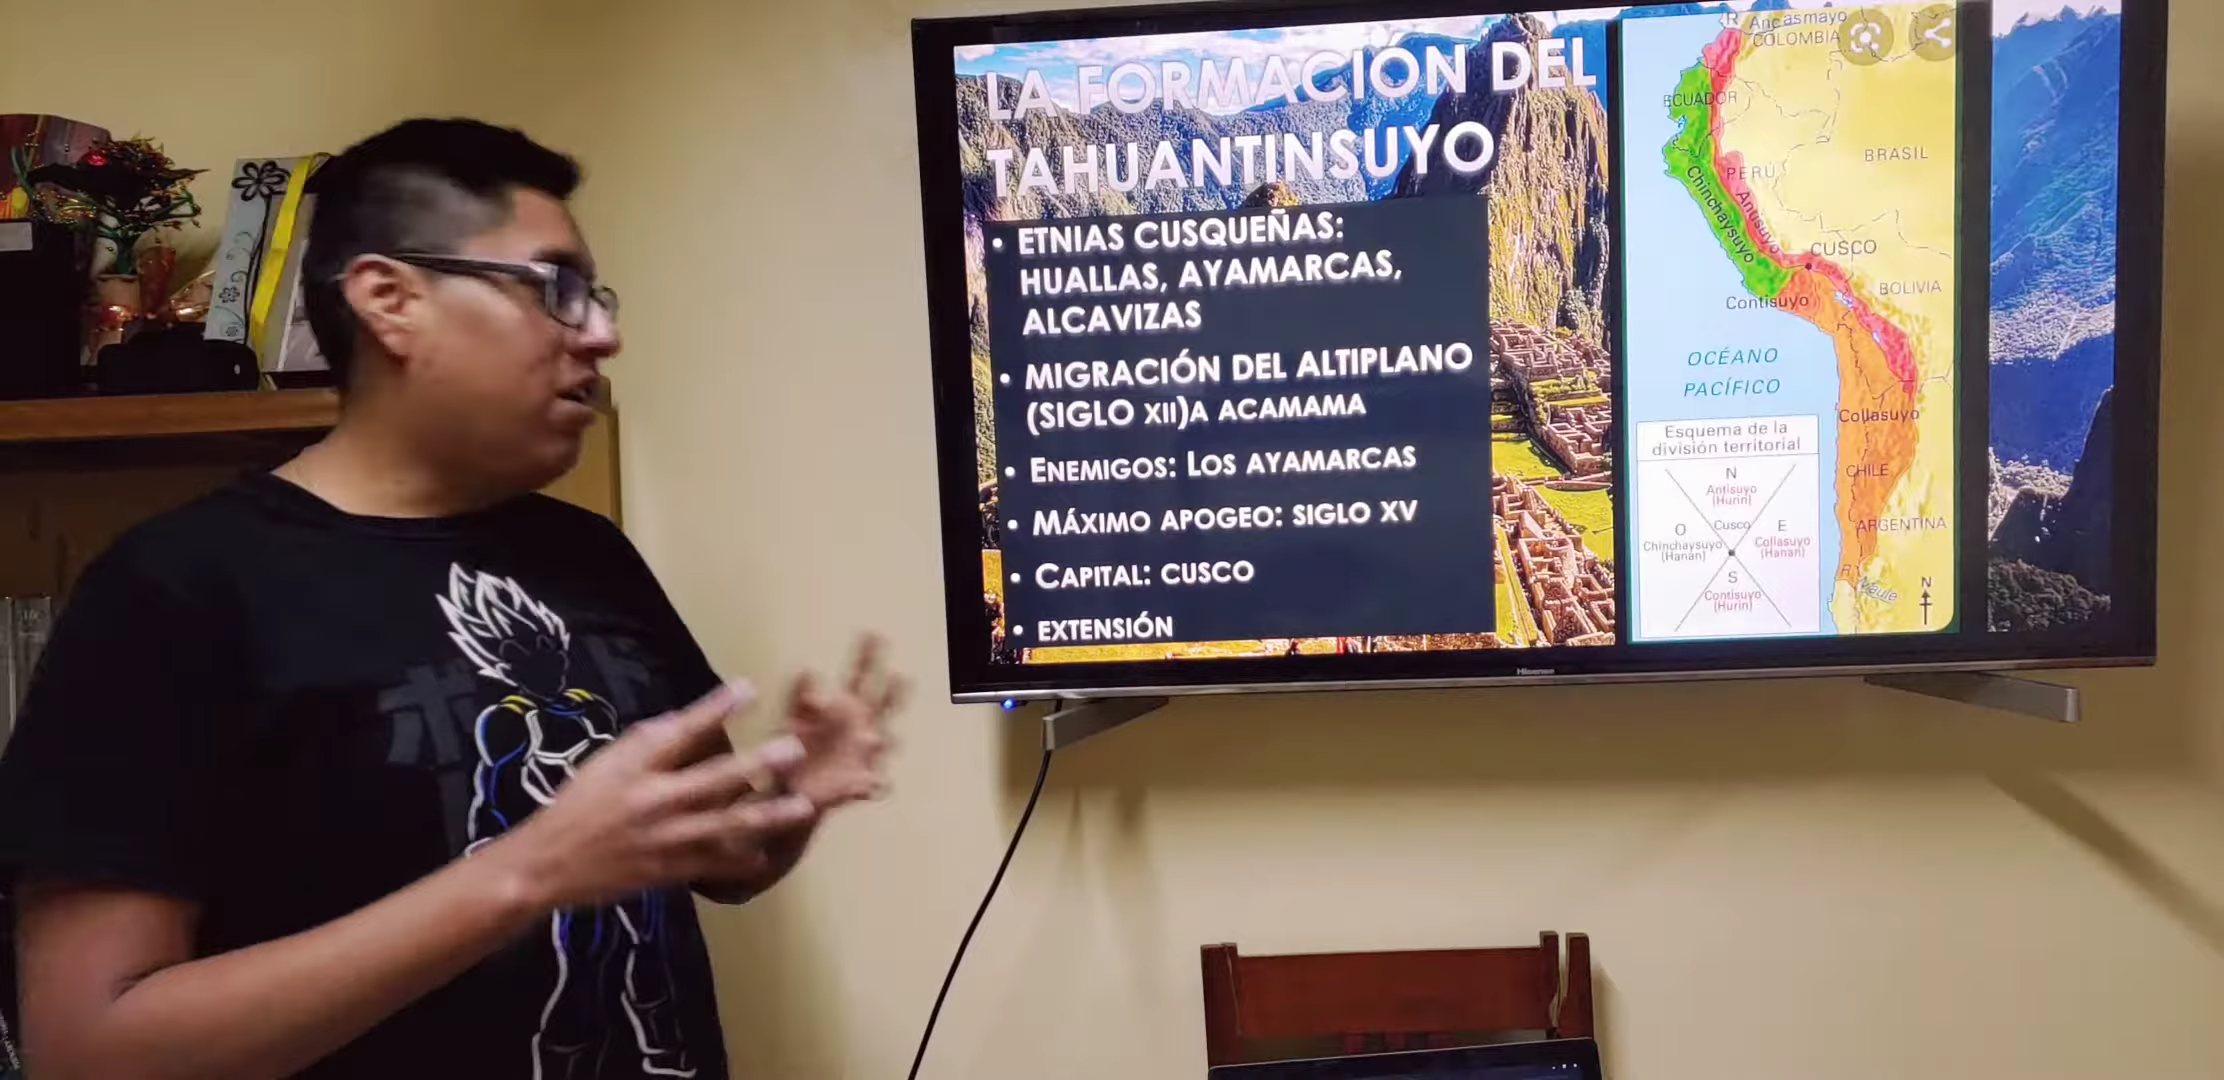 LA FORMACIÓN DEL
TAHUANTINSUYO
• ETNIAS CUSQUEÑAS:
HUALLAS, AYAMARCAS,
ALCAVIZAS
• MIGRACIÓN DEL ALTIPLANO
(SIGLO XII)A ACAMAMA
• ENEMIGOS: LOS AYAMARCAS
• MÁXIMO APOGEO: SIGLO XV
• CAPITAL: CUSCO
• EXTENSIÓN
R Ancasmayo
COLOMBIA
ECUADOR
BRASIL
PERÚ
Chinchaysuyo
Antisuyo
CUSCO
BOLIVIA
Contisuyo
OCÉANO
PACÍFICO
Collasuyo
CHILE
ARGENTINA
R Maule
N
Esquema de la
división territorial
N
Antisuyo
(Hurin)
O
Cusco
E
Chinchaysuyo
(Hanan)
Collasuyo
(Hanan)
S
Contisuyo
(Hurin)
Hisense
ボ